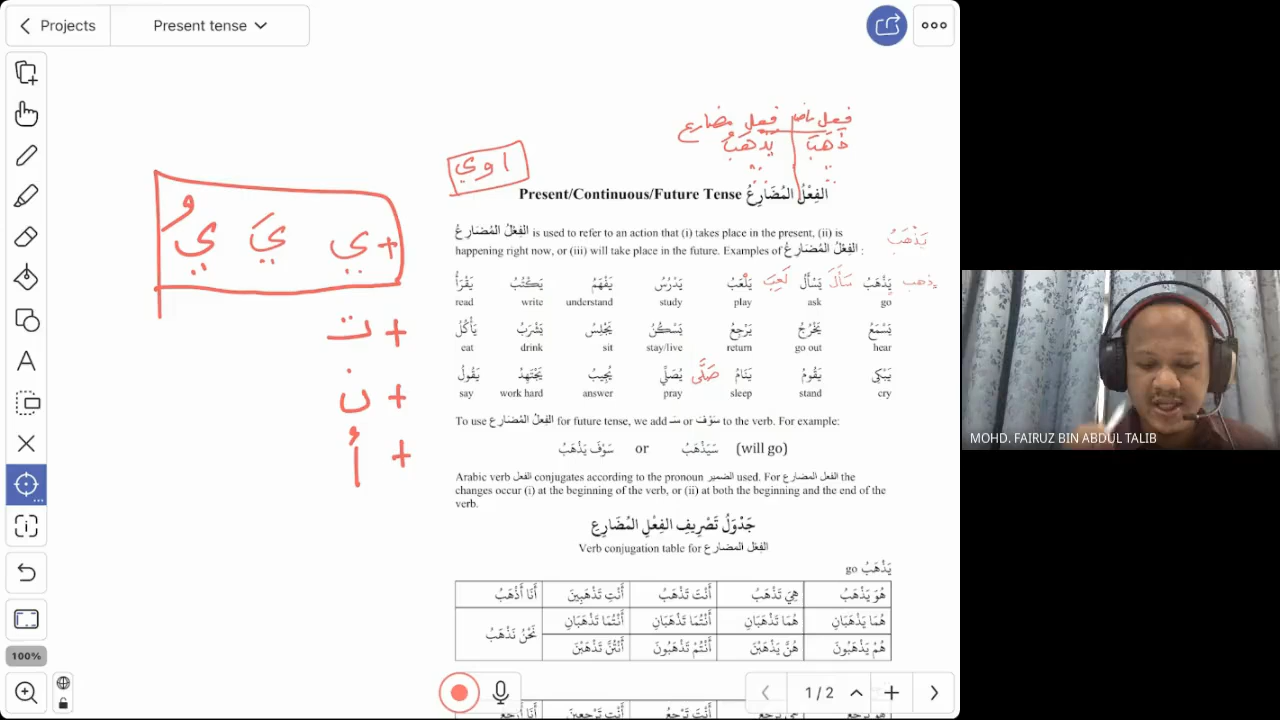 Projects
Present tense
فعل ماض فعل مضارع
ذَهَبَ يَذْهَبُ
ا و ي
Present/Continuous/Future Tense الفِعْلُ المُضَارِعُ
+ ي يَ يُ
الفِعْلُ المُضَارِعُ is used to refer to an action that (i) takes place in the present, (ii) is
يَذْهَبُ
happening right now, or (iii) will take place in the future. Examples of الفِعْلُ المُضَارِعُ :
ذهب يَذْهَبُ سَأَلَ يَسْأَلُ لَعِبَ يَلْعَبُ يَدْرُسُ يَفْهَمُ يَكْتُبُ يَقْرَأُ
read write understand study play ask go
+ ت
يَسْمَعُ يَخْرُجُ يَرْجِعُ يَسْكُنُ يَجْلِسُ يَشْرَبُ يَأْكُلُ
eat drink sit stay/live return go out hear
يَبْكِي يَقُومُ يَنَامُ صَلَّى يُصَلِّي يُجِيبُ يَجْتَهِدُ يَقُولُ
say work hard answer pray sleep stand cry
+ ن
To use الفِعْلُ المُضَارِعُ for future tense, we add سَـ or سَوْفَ to the verb. For example:
سَوْفَ يَذْهَبُ or سَيَذْهَبُ (will go)
+ أ
Arabic verb الفعل conjugates according to the pronoun الضمير used. For الفعل المضارع the
changes occur (i) at the beginning of the verb, or (ii) at both the beginning and the end of the
verb.
جَدْوَلُ تَصْرِيفِ الفِعْلِ المُضَارِعِ
Verb conjugation table for الفِعْل المضارع
يَذْهَبُ go
هُوَ يَذْهَبُ هِيَ تَذْهَبُ أَنْتَ تَذْهَبُ أَنْتِ تَذْهَبِينَ أَنَا أَذْهَبُ
هُمَا يَذْهَبَانِ هُمَا تَذْهَبَانِ أَنْتُمَا تَذْهَبَانِ أَنْتُمَا تَذْهَبَانِ نَحْنُ نَذْهَبُ
هُمْ يَذْهَبُونَ هُنَّ يَذْهَبْنَ أَنْتُمْ تَذْهَبُونَ أَنْتُنَّ تَذْهَبْنَ
100%
1 / 2
MOHD. FAIRUZ BIN ABDUL TALIB